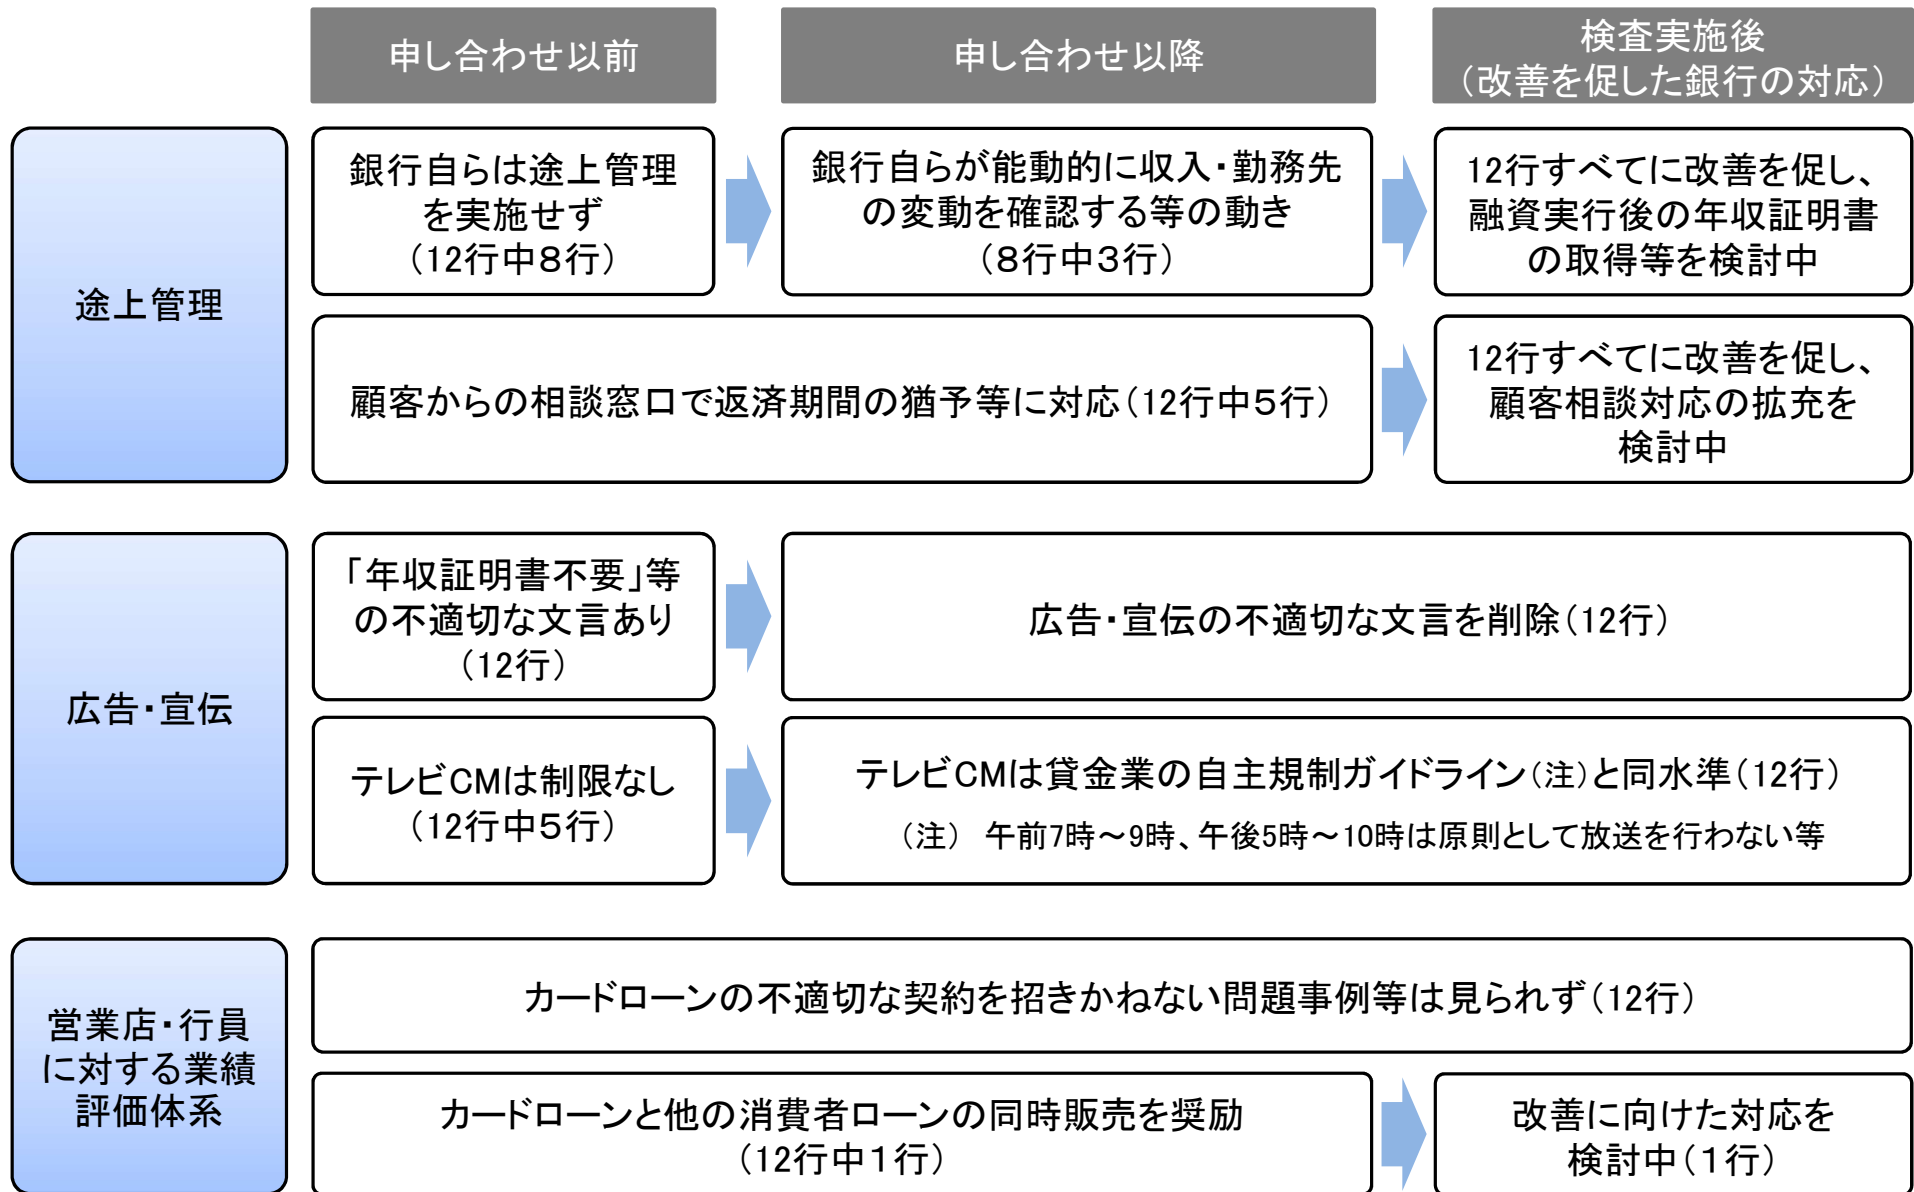 申し合わせ以前
申し合わせ以降
検査実施後
（改善を促した銀行の対応）
途上管理
銀行自らは途上管理
を実施せず
（12行中８行）
銀行自らが能動的に収入・勤務先
の変動を確認する等の動き
（８行中３行）
12行すべてに改善を促し、
融資実行後の年収証明書
の取得等を検討中
顧客からの相談窓口で返済期間の猶予等に対応（12行中５行）
12行すべてに改善を促し、
顧客相談対応の拡充を
検討中
広告・宣伝
「年収証明書不要」等
の不適切な文言あり
（12行）
広告・宣伝の不適切な文言を削除（12行）
テレビCMは制限なし
（12行中５行）
テレビCMは貸金業の自主規制ガイドライン（注）と同水準（12行）
（注） 午前7時～9時、午後5時～10時は原則として放送を行わない等
営業店・行員
に対する業績
評価体系
カードローンの不適切な契約を招きかねない問題事例等は見られず（12行）
カードローンと他の消費者ローンの同時販売を奨励
（12行中１行）
改善に向けた対応を
検討中（１行）